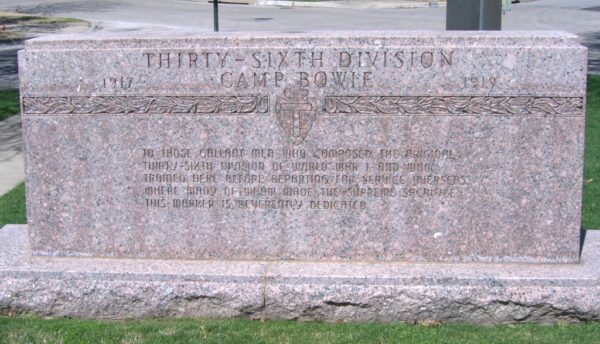 THIRTY-SIXTH DIVISION
1917 CAMP BOWIE 1919
TO THOSE GALLANT MEN WHO COMPOSED THE ORIGINAL
THIRTY-SIXTH DIVISION OF WORLD WAR I AND WHO
TRAINED HERE BEFORE DEPARTING FOR SERVICE OVERSEAS
WHERE MANY OF WHOM MADE THE SUPREME SACRIFICE
THIS MARKER IS REVERENTLY DEDICATED